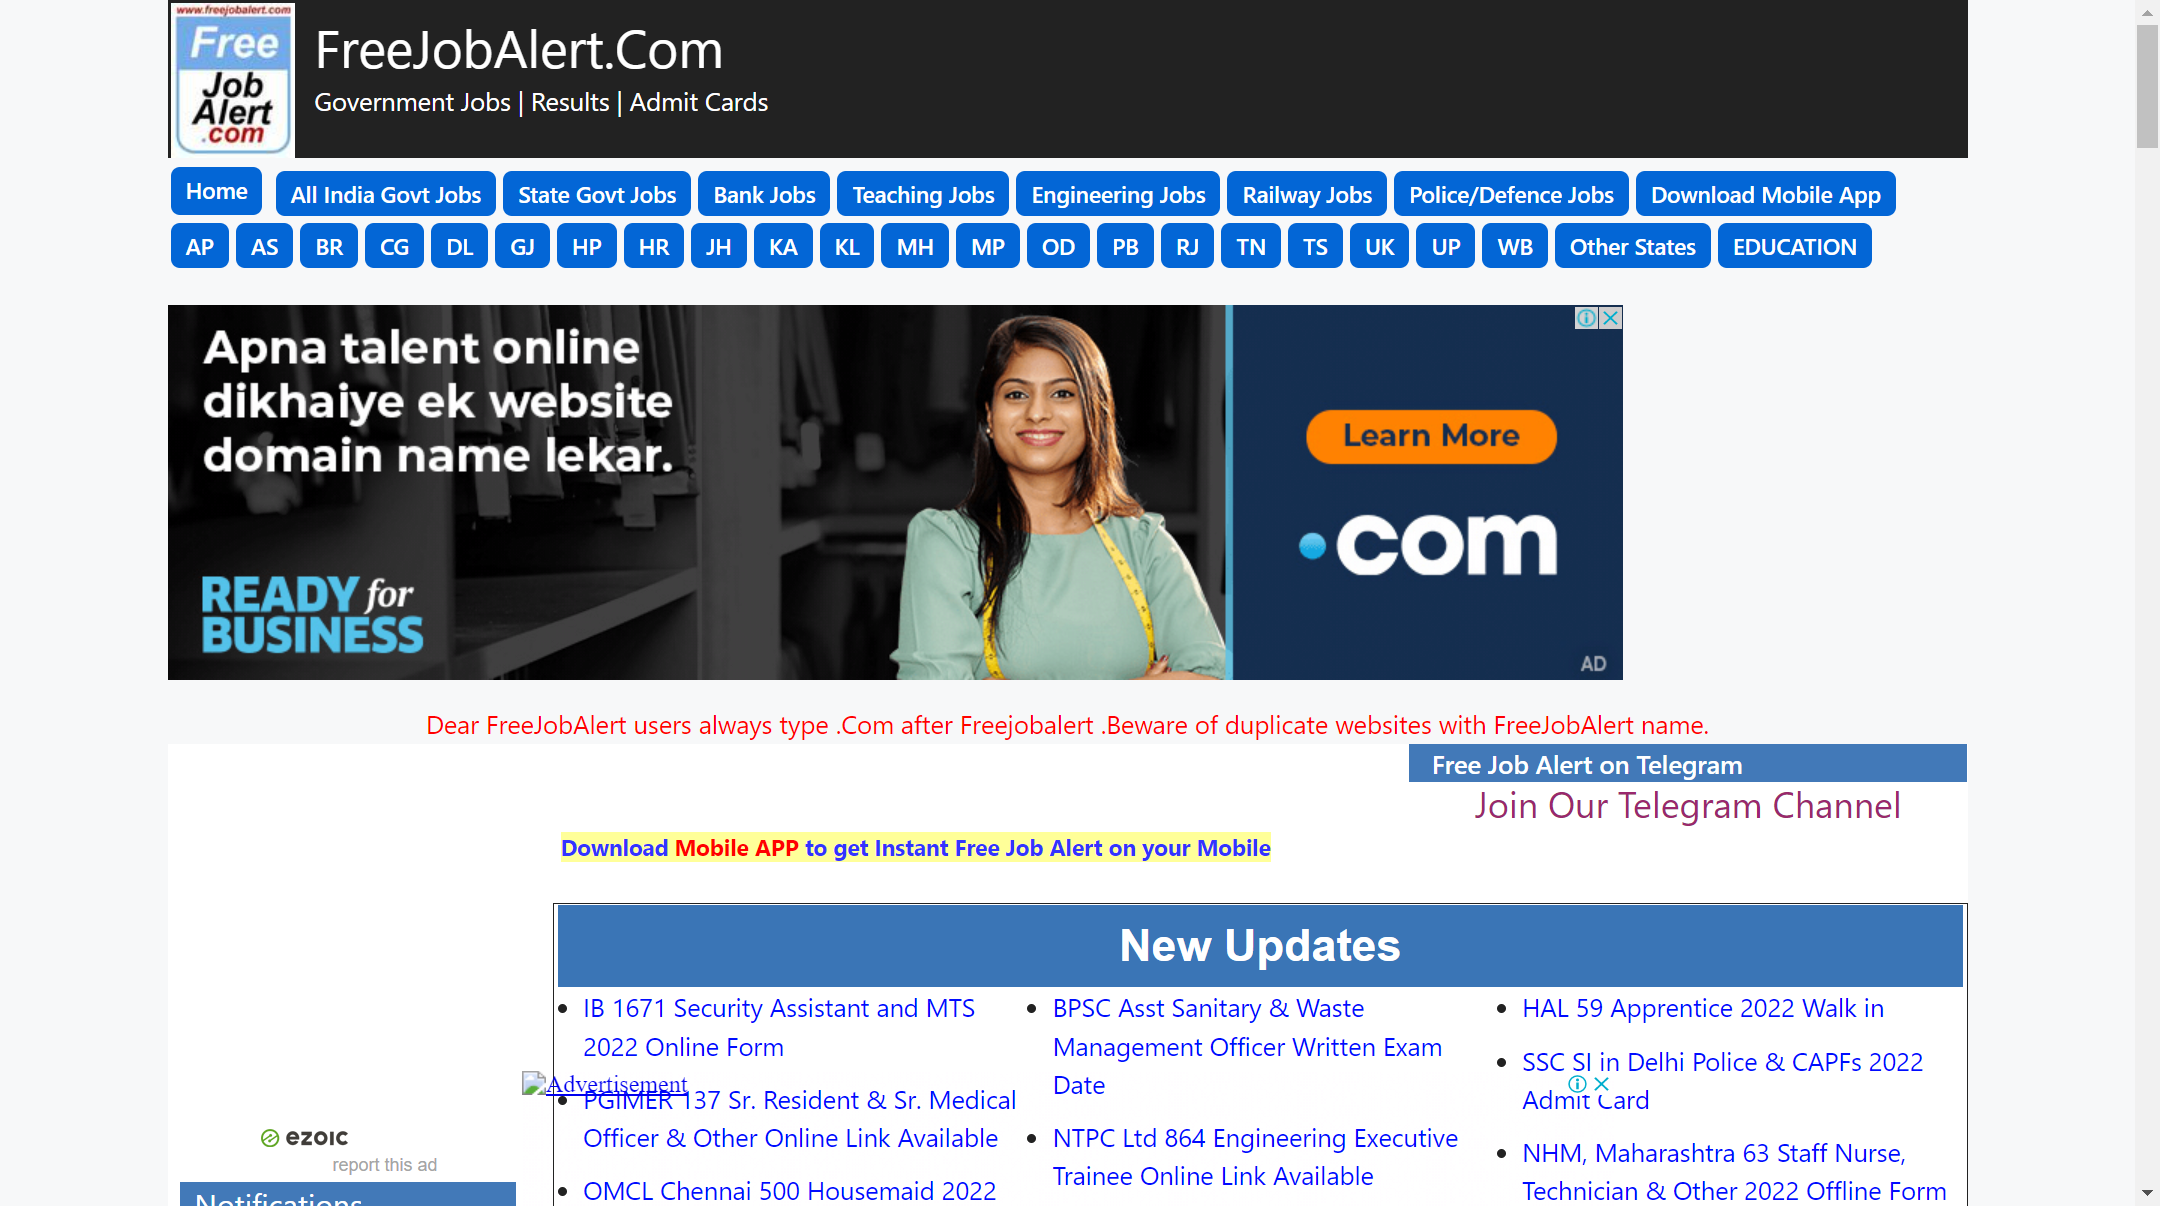 www.freejobalert.com
Free
Job
Alert
.com
FreeJobAlert.Com
Government Jobs | Results | Admit Cards
Home All India Govt Jobs State Govt Jobs Bank Jobs Teaching Jobs Engineering Jobs Railway Jobs Police/Defence Jobs Download Mobile App
AP AS BR CG DL GJ HP HR JH KA KL MH MP OD PB RJ TN TS UK UP WB Other States EDUCATION
Apna talent online
dikhaiye ek website
domain name lekar.
READY for
BUSINESS
Learn More
.com
AD
Dear FreeJobAlert users always type .Com after Freejobalert .Beware of duplicate websites with FreeJobAlert name.
Free Job Alert on Telegram
Join Our Telegram Channel
Download Mobile APP to get Instant Free Job Alert on your Mobile
New Updates
IB 1671 Security Assistant and MTS
2022 Online Form
Advertisement
PGIMER 137 Sr. Resident & Sr. Medical
Officer & Other Online Link Available
OMCL Chennai 500 Housemaid 2022
BPSC Asst Sanitary & Waste
Management Officer Written Exam
Date
NTPC Ltd 864 Engineering Executive
Trainee Online Link Available
HAL 59 Apprentice 2022 Walk in
SSC SI in Delhi Police & CAPFs 2022
Admit Card
NHM, Maharashtra 63 Staff Nurse,
Technician & Other 2022 Offline Form
ezoic
report this ad
Notifications